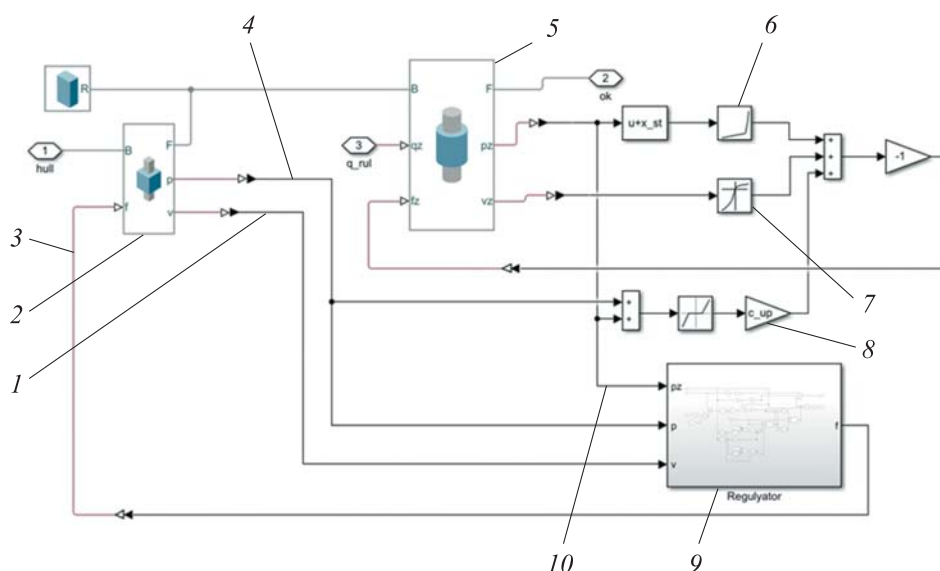 4
5
6
R
B
F
2
ok
u+x_st
1
hull
B
F
3
q_rul
qz
pz
+
+
+
-1
p
v
f
fz
vz
3
2
1
7
+
+
c_up
8
pz
p
v
f
Regulyator
10
9